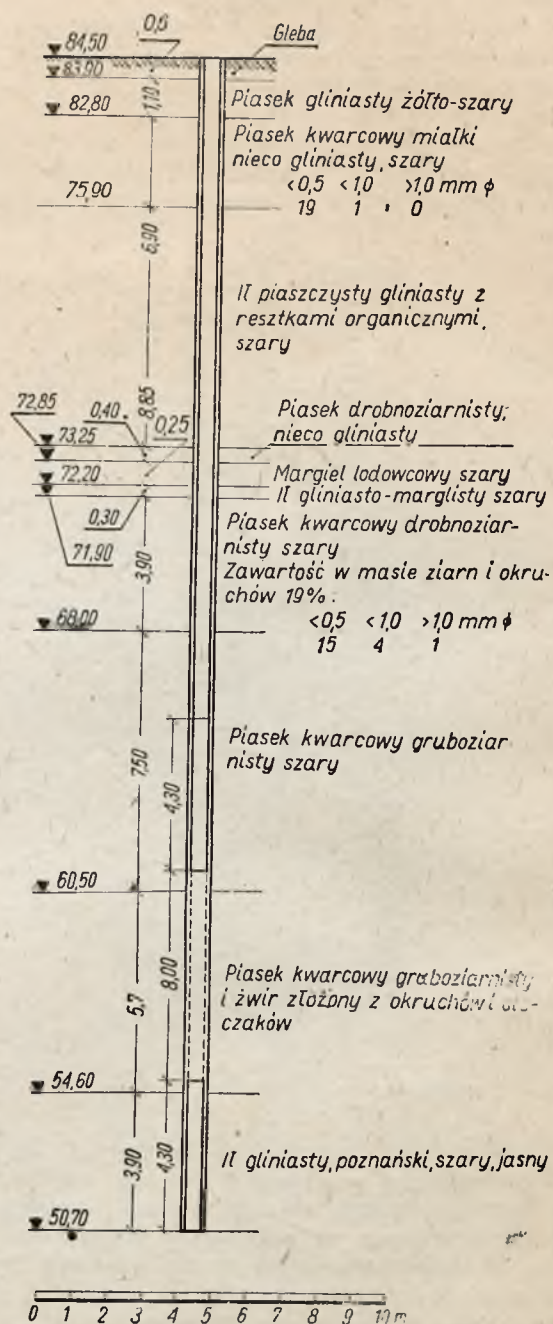 84,50
0,6
Gleba
83,90
1,10
Piasek gliniasty żółto-szary
82,80
Piasek kwarcowy miałki
nieco gliniasty, szary
<0,5 <1,0 >1,0 mm ϕ
19 1 0
75,90
6,90
Ił piaszczysty gliniasty z
resztkami organicznymi,
szary
8,85
72,85
0,40
0,25
Piasek drobnoziarnisty,
nieco gliniasty
73,25
Margiel lodowcowy szary
72,20
Ił gliniasto-marglisty szary
0,30
71,90
3,90
Piasek kwarcowy drobnoziar-
nisty szary
Zawartość w masie ziarn i okru-
chów 19%.
<0,5 <1,0 >1,0 mm ϕ
15 4 1
68,00
7,50
4,30
Piasek kwarcowy gruboziar
nisty szary
60,50
5,7
8,00
Piasek kwarcowy gruboziarnisty
i żwir złożony z okruchów i
czaków
54,60
3,90
4,30
Ił gliniasty, poznański, szary, jasny
50,70
0 1 2 3 4 5 6 7 8 9 10 m